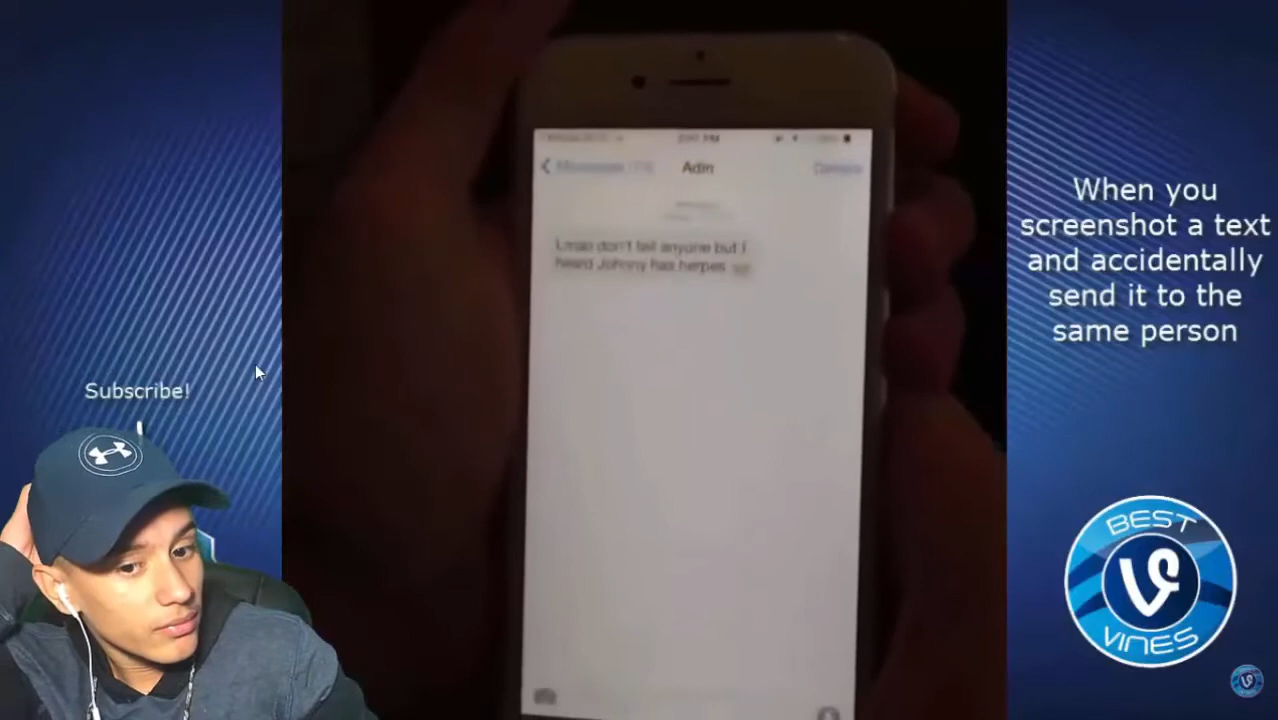 Adin
Lmao don't tell anyone but I
heard Johnny has herpes
When you
screenshot a text
and accidentally
send it to the
same person
Subscribe!
BEST
VINES